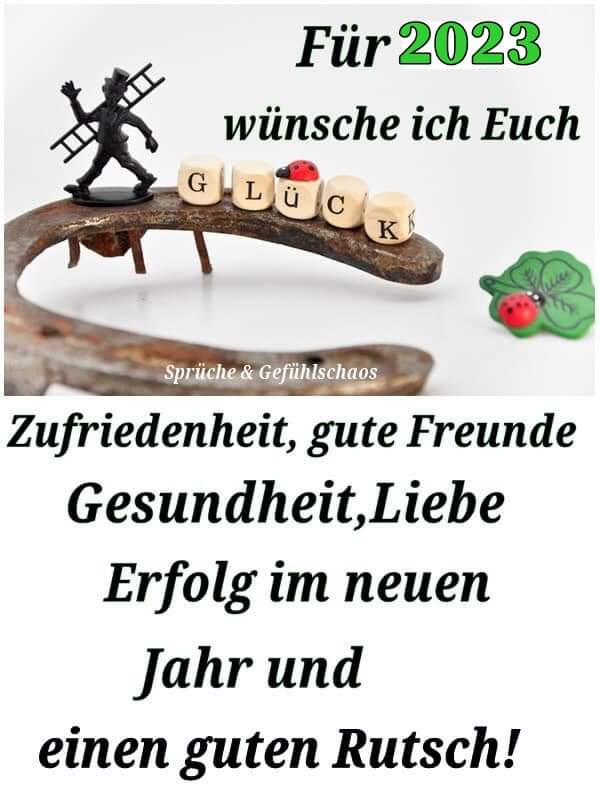 Für 2023
wünsche ich Euch
GLÜCK
Sprüche & Gefühlschaos
Zufriedenheit, gute Freunde
Gesundheit,Liebe
Erfolg im neuen
Jahr und
einen guten Rutsch!